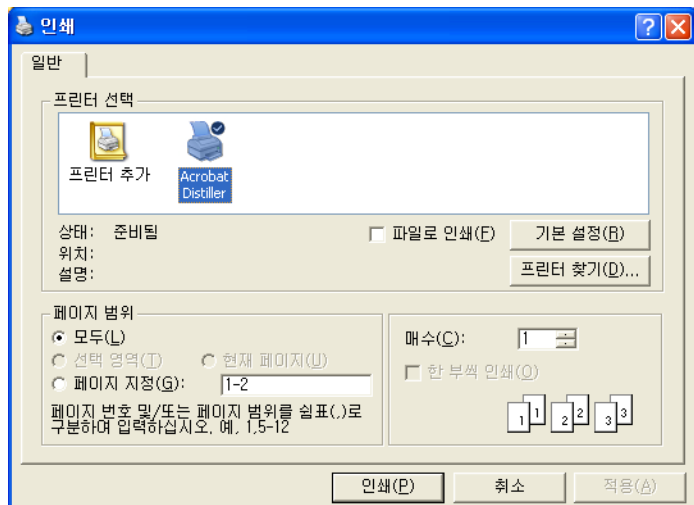 인쇄
일반
프린터 선택
프린터 추가
Acrobat
Distiller
상태: 준비됨
파일로 인쇄(F)
기본 설정(R)
위치:
설명:
프린터 찾기(D)...
페이지 범위
모두(L)
선택 영역(T)
현재 페이지(U)
페이지 지정(G):
1-2
페이지 번호 및/또는 페이지 범위를 쉼표(,)로
구분하여 입력하십시오. 예, 1,5-12
매수(C):
1
한 부씩 인쇄(O)
1 1 2 2 3 3
인쇄(P)
취소
적용(A)